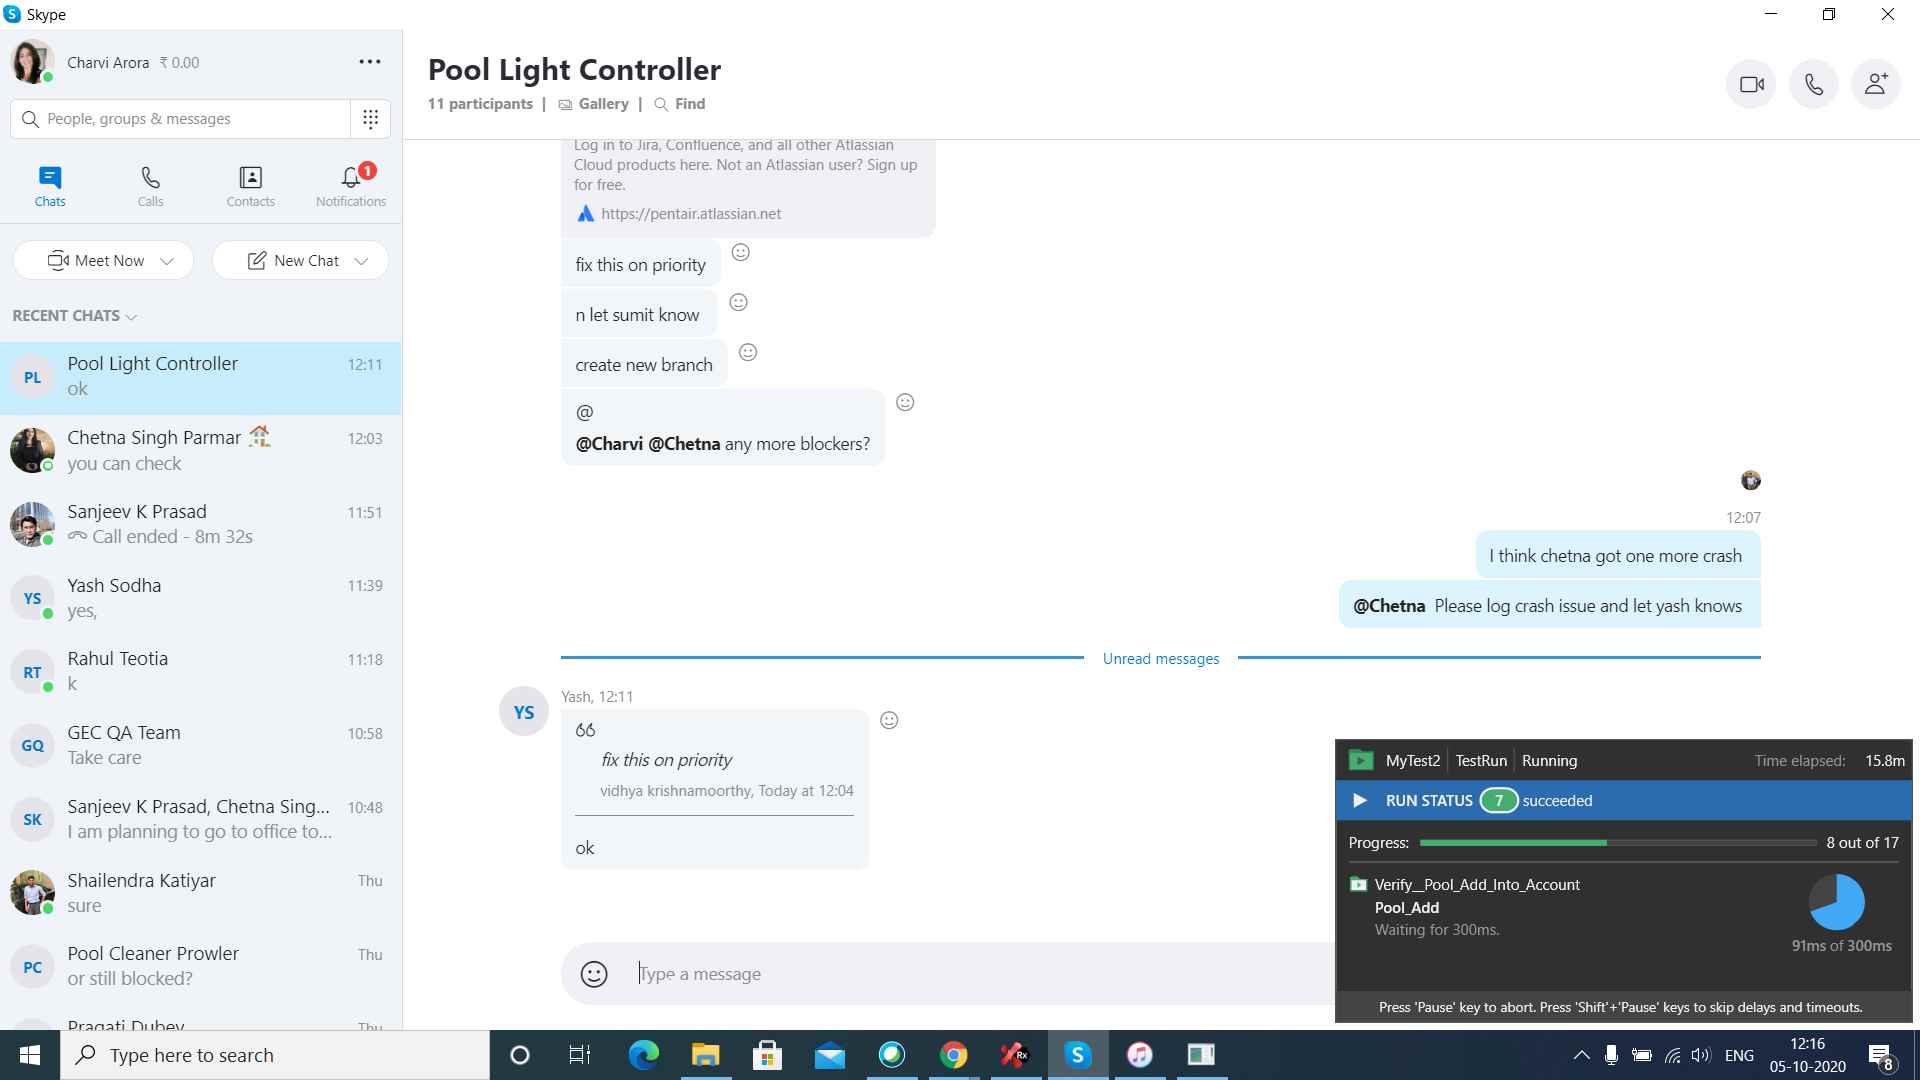 Skype
Charvi Arora ₹ 0.00
People, groups & messages
Chats
Calls
Contacts
Notifications
1
Meet Now
New Chat
RECENT CHATS
PL
Pool Light Controller 12:11
ok
Chetna Singh Parmar 12:03
you can check
Sanjeev K Prasad 11:51
Call ended - 8m 32s
YS
Yash Sodha 11:39
yes,
RT
Rahul Teotia 11:18
k
GQ
GEC QA Team 10:58
Take care
SK
Sanjeev K Prasad, Chetna Sing... 10:48
I am planning to go to office to...
Shailendra Katiyar Thu
sure
PC
Pool Cleaner Prowler Thu
or still blocked?
Pragati Dubey Thu
Pool Light Controller
11 participants | Gallery | Find
Log in to Jira, Confluence, and all other Atlassian
Cloud products here. Not an Atlassian user? Sign up
for free.
https://pentair.atlassian.net
fix this on priority
n let sumit know
create new branch
@
@Charvi @Chetna any more blockers?
12:07
I think chetna got one more crash
@Chetna Please log crash issue and let yash knows
Unread messages
YS
Yash, 12:11
fix this on priority
vidhya krishnamoorthy, Today at 12:04
ok
Type a message
MyTest2 TestRun Running Time elapsed: 15.8m
RUN STATUS 7 succeeded
Progress: 8 out of 17
Verify__Pool_Add_Into_Account
Pool_Add
Waiting for 300ms.
91ms of 300ms
Press 'Pause' key to abort. Press 'Shift'+'Pause' keys to skip delays and timeouts.
Type here to search
Rx
ENG
12:16
05-10-2020
8